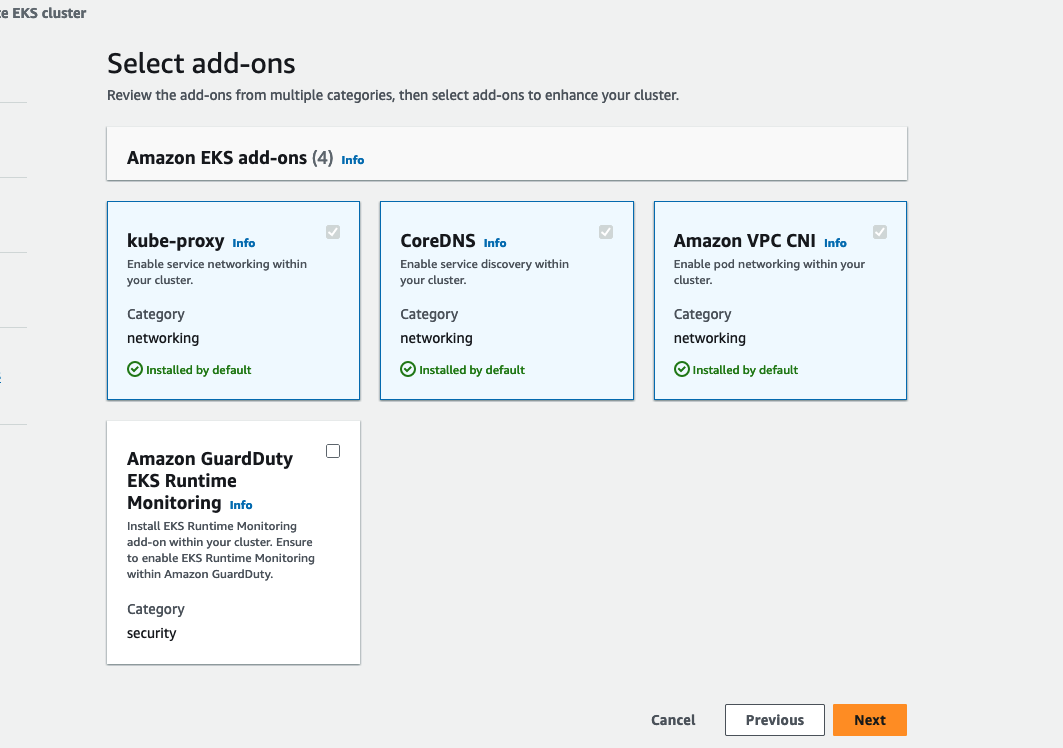 EKS cluster
Select add-ons
Review the add-ons from multiple categories, then select add-ons to enhance your cluster.
Amazon EKS add-ons (4) Info
kube-proxy Info
Enable service networking within
your cluster.
Category
networking
Installed by default
CoreDNS Info
Enable service discovery within
your cluster.
Category
networking
Installed by default
Amazon VPC CNI Info
Enable pod networking within your
cluster.
Category
networking
Installed by default
Amazon GuardDuty
EKS Runtime
Monitoring Info
Install EKS Runtime Monitoring
add-on within your cluster. Ensure
to enable EKS Runtime Monitoring
within Amazon GuardDuty.
Category
security
Cancel
Previous
Next